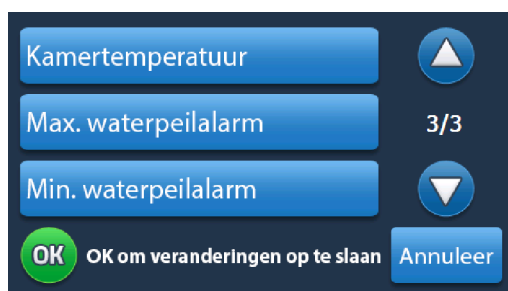 Kamertemperatuur
Max. waterpeilalarm
3/3
Min. waterpeilalarm
OK OK om veranderingen op te slaan Annuleer